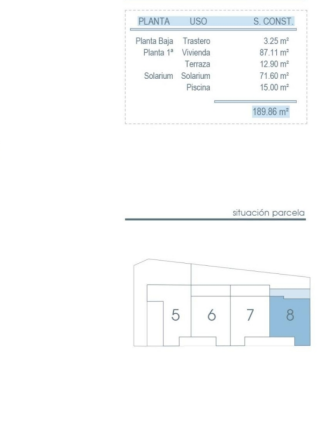 PLANTA USO S. CONST.
Planta Baja Trastero 3.25 m²
Planta 1ª Vivienda 87.11 m²
Terraza 12.90 m²
Solarium Solarium 71.60 m²
Piscina 15.00 m²
189.86 m²
situación parcela
5 6 7 8